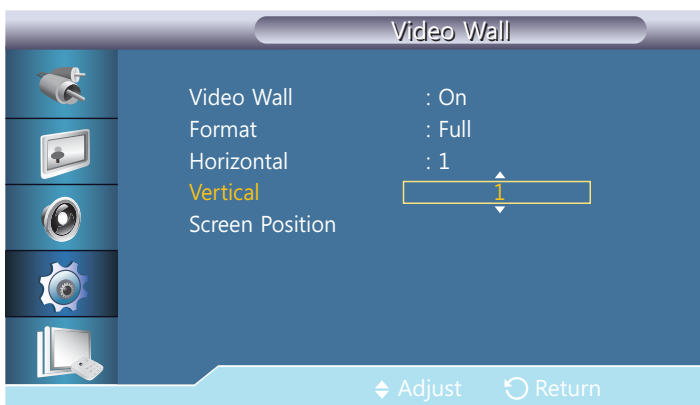 Video Wall
Video Wall : On
Format : Full
Horizontal : 1
Vertical 1
Screen Position
Adjust Return